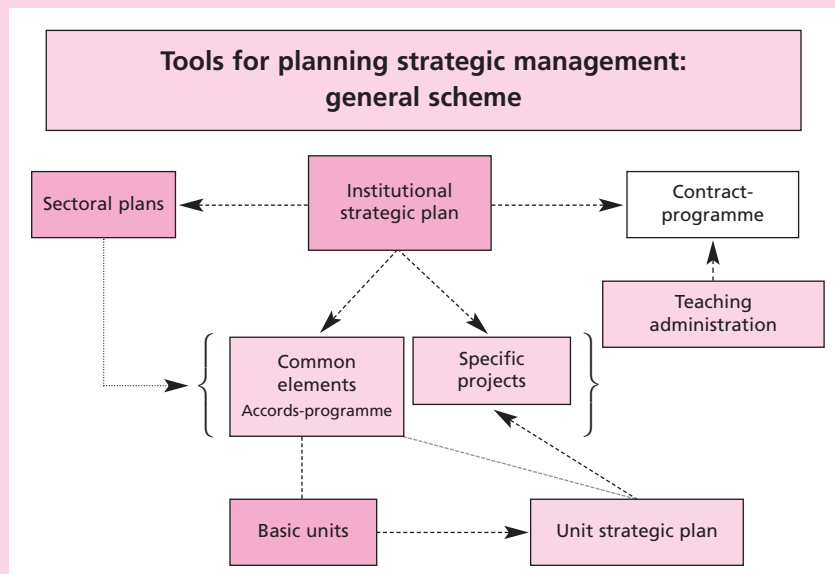 Tools for planning strategic management:
general scheme
Sectoral plans
Institutional
strategic plan
Contract-
programme
Teaching
administration
Common
elements
Accords-programme
Specific
projects
Basic units
Unit strategic plan